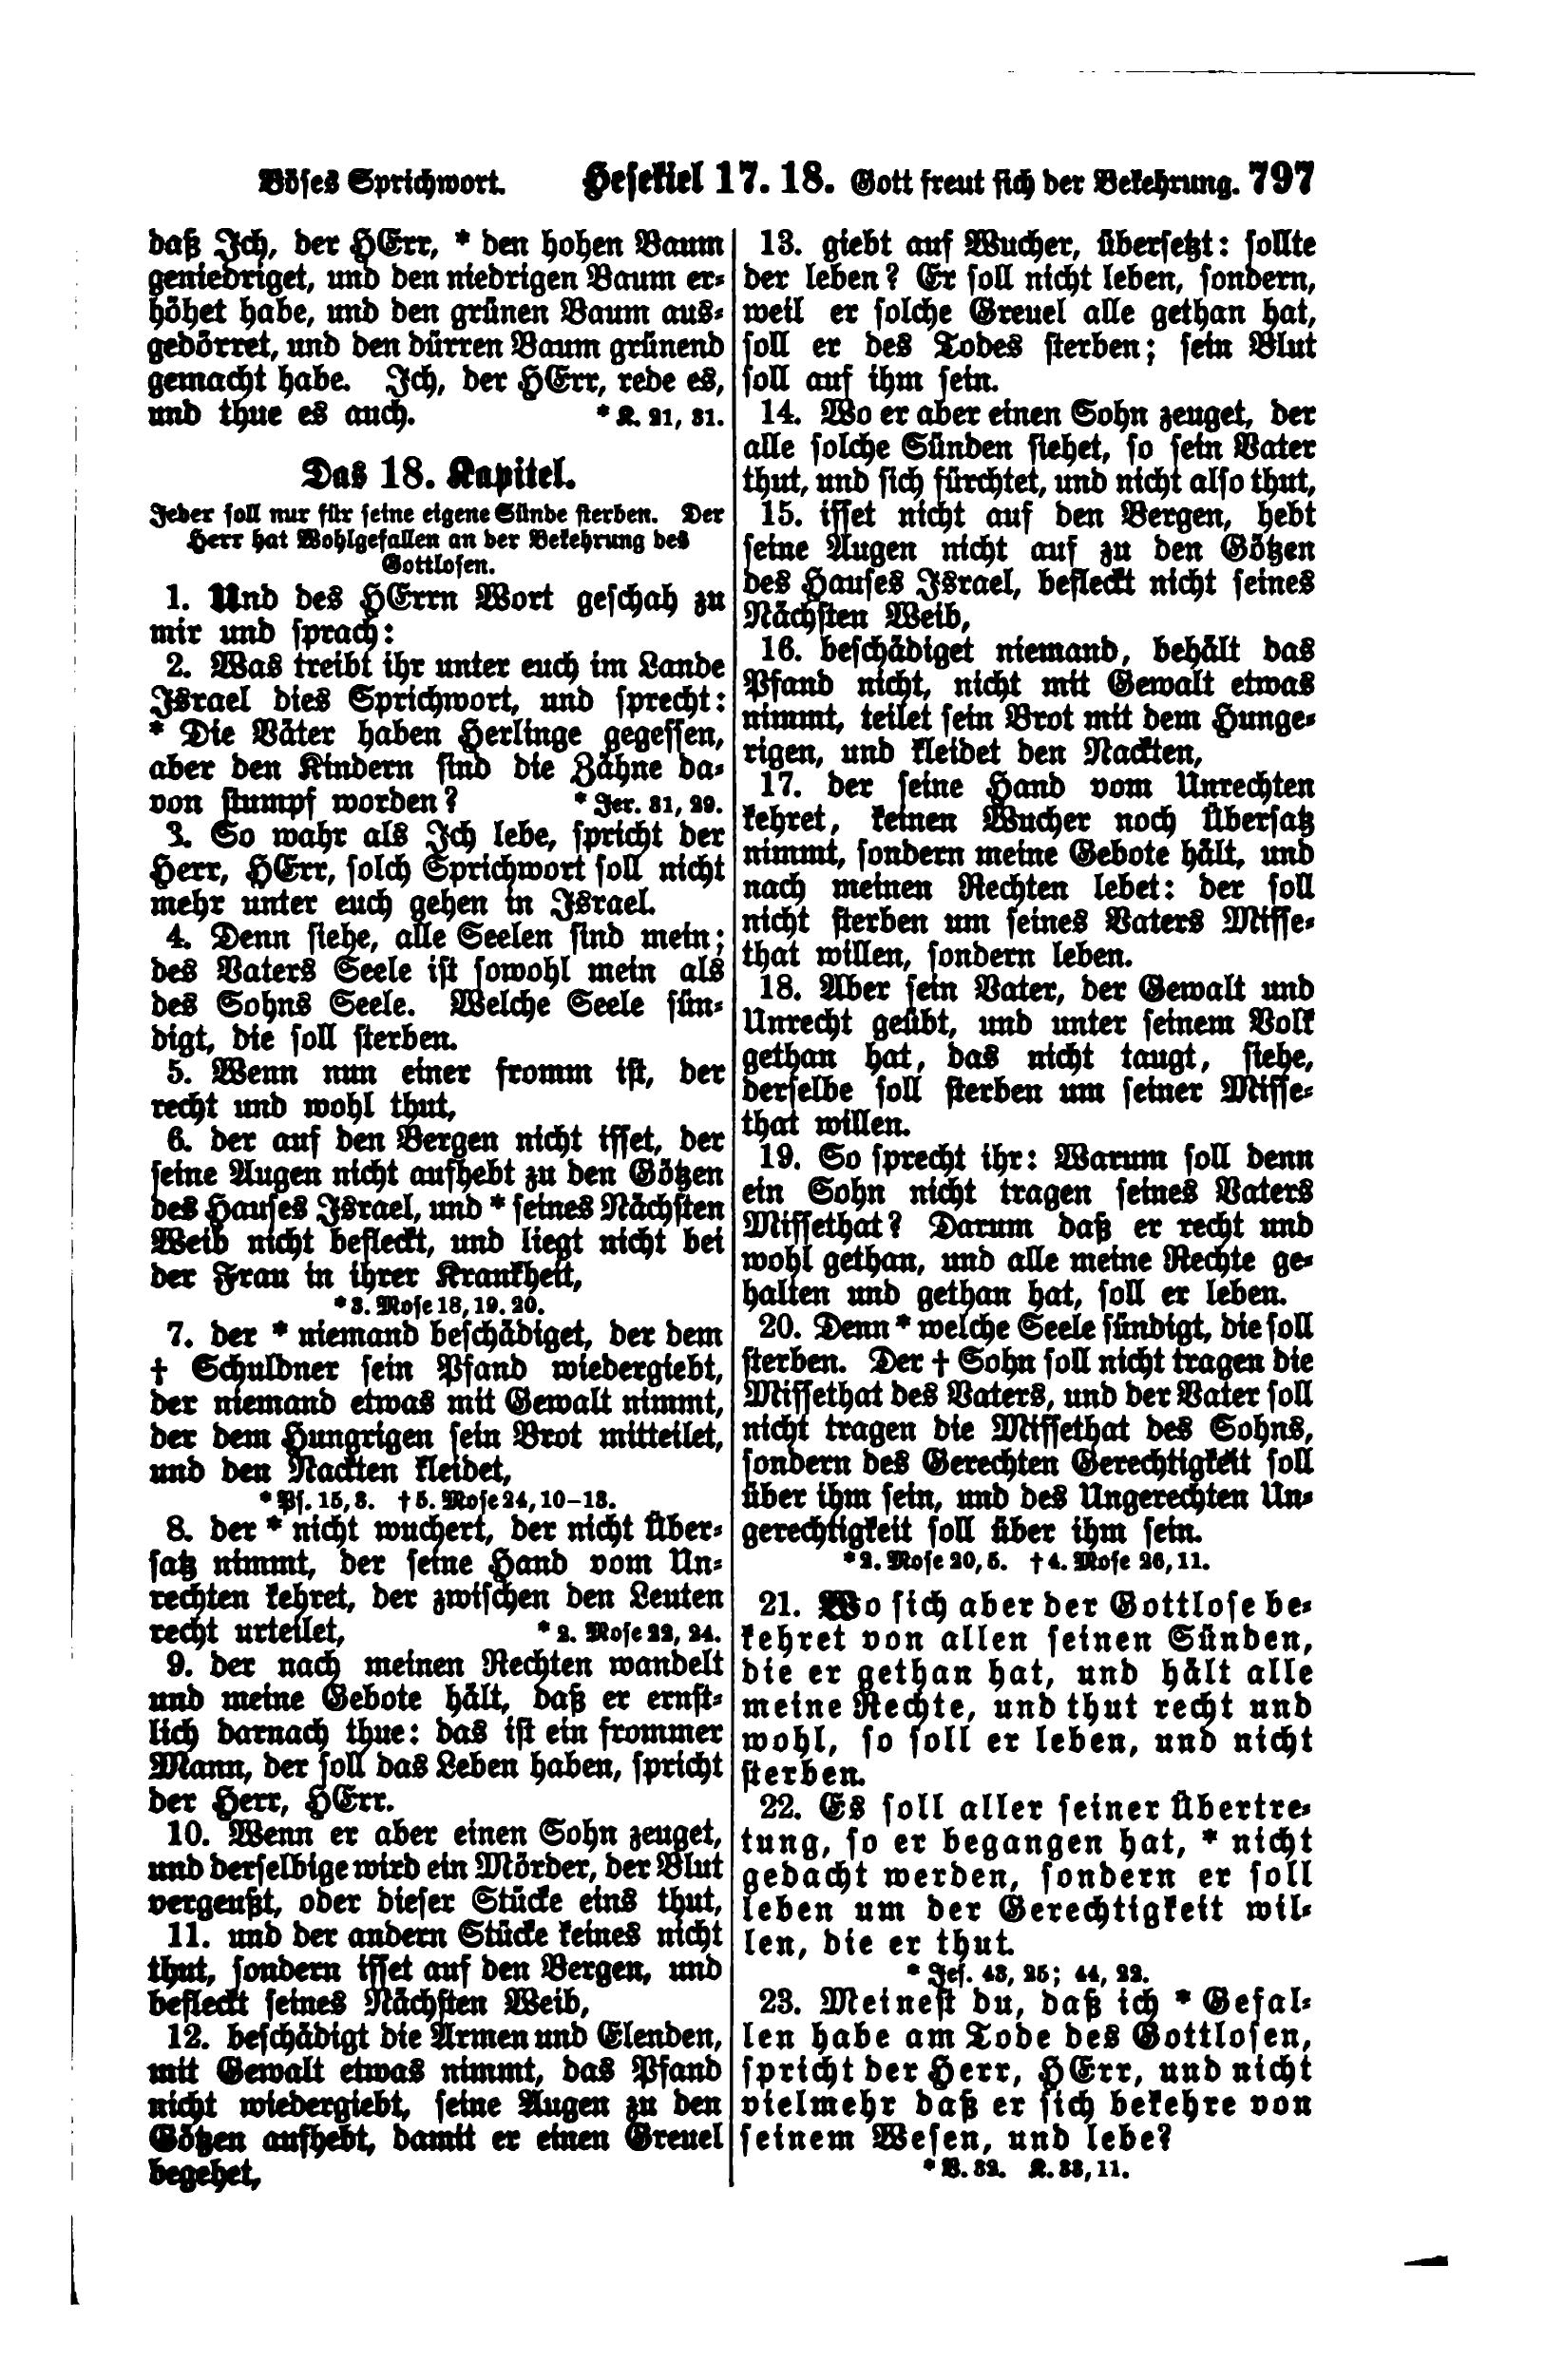 Böses Sprichwort. Hesekiel 17. 18. Gott freut sich der Bekehrung. 797
daß Ich, der HErr, * den hohen Baum
geniedriget, und den niedrigen Baum er-
höhet habe, und den grünen Baum aus-
gedörret, und den dürren Baum grünend
gemacht habe. Ich, der HErr, rede es,
und thue es auch. * K. 21, 31.
Das 18. Kapitel.
Jeder soll nur für seine eigene Sünde sterben. Der
Herr hat Wohlgefallen an der Bekehrung des
Gottlosen.
1. Und des HErrn Wort geschah zu
mir und sprach:
2. Was treibt ihr unter euch im Lande
Israel dies Sprichwort, und sprecht:
* Die Väter haben Herlinge gegessen,
aber den Kindern sind die Zähne da-
von stumpf worden? * Jer. 31, 29.
3. So wahr als Ich lebe, spricht der
Herr, HErr, solch Sprichwort soll nicht
mehr unter euch gehen in Israel.
4. Denn siehe, alle Seelen sind mein;
des Vaters Seele ist sowohl mein als
des Sohns Seele. Welche Seele sün-
digt, die soll sterben.
5. Wenn nun einer fromm ist, der
recht und wohl thut,
6. der auf den Bergen nicht isset, der
seine Augen nicht aufhebt zu den Götzen
des Hauses Israel, und * seines Nächsten
Weib nicht befleckt, und liegt nicht bei
der Frau in ihrer Krankheit,
* 3. Mose 18, 19. 20.
7. der * niemand beschädiget, der dem
† Schuldner sein Pfand wiedergiebt,
der niemand etwas mit Gewalt nimmt,
der dem Hungrigen sein Brot mitteilet,
und den Nackten kleidet,
* Ps. 15, 3. † 5. Mose 24, 10–13.
8. der * nicht wuchert, der nicht Über-
satz nimmt, der seine Hand vom Un-
rechten kehret, der zwischen den Leuten
recht urteilet, * 2. Mose 22, 24.
9. der nach meinen Rechten wandelt
und meine Gebote hält, daß er ernst-
lich darnach thue: das ist ein frommer
Mann, der soll das Leben haben, spricht
der Herr, HErr.
10. Wenn er aber einen Sohn zeuget,
und derselbige wird ein Mörder, der Blut
vergeußt, oder dieser Stücke eins thut,
11. und der andern Stücke keines nicht
thut, sondern isset auf den Bergen, und
befleckt seines Nächsten Weib,
12. beschädigt die Armen und Elenden,
mit Gewalt etwas nimmt, das Pfand
nicht wiedergiebt, seine Augen zu den
Götzen aufhebt, damit er einen Greuel
begehet,
13. giebt auf Wucher, übersetzt: sollte
der leben? Er soll nicht leben, sondern,
weil er solche Greuel alle gethan hat,
soll er des Todes sterben; sein Blut
soll auf ihm sein.
14. Wo er aber einen Sohn zeuget, der
alle solche Sünden siehet, so sein Vater
thut, und sich fürchtet, und nicht also thut,
15. isset nicht auf den Bergen, hebt
seine Augen nicht auf zu den Götzen
des Hauses Israel, befleckt nicht seines
Nächsten Weib,
16. beschädiget niemand, behält das
Pfand nicht, nicht mit Gewalt etwas
nimmt, teilet sein Brot mit dem Hunge-
rigen, und kleidet den Nackten,
17. der seine Hand vom Unrechten
kehret, keinen Wucher noch Übersatz
nimmt, sondern meine Gebote hält, und
nach meinen Rechten lebet: der soll
nicht sterben um seines Vaters Misse-
that willen, sondern leben.
18. Aber sein Vater, der Gewalt und
Unrecht geübt, und unter seinem Volk
gethan hat, das nicht taugt, siehe,
derselbe soll sterben um seiner Misse-
that willen.
19. So sprecht ihr: Warum soll denn
ein Sohn nicht tragen seines Vaters
Missethat? Darum daß er recht und
wohl gethan, und alle meine Rechte ge-
halten und gethan hat, soll er leben.
20. Denn * welche Seele sündigt, die soll
sterben. Der † Sohn soll nicht tragen die
Missethat des Vaters, und der Vater soll
nicht tragen die Missethat des Sohns,
sondern des Gerechten Gerechtigkeit soll
über ihm sein, und des Ungerechten Un-
gerechtigkeit soll über ihm sein.
* 2. Mose 20, 5. † 4. Mose 26, 11.
21. Wo sich aber der Gottlose be-
kehret von allen seinen Sünden,
die er gethan hat, und hält alle
meine Rechte, und thut recht und
wohl, so soll er leben, und nicht
sterben.
22. Es soll aller seiner Übertre-
tung, so er begangen hat, * nicht
gedacht werden, sondern er soll
leben um der Gerechtigkeit wil-
len, die er thut.
* Jes. 43, 25; 44, 22.
23. Meinest du, daß ich * Gefal-
len habe am Tode des Gottlosen,
spricht der Herr, HErr, und nicht
vielmehr daß er sich bekehre von
seinem Wesen, und lebe?
* V. 32. K. 33, 11.